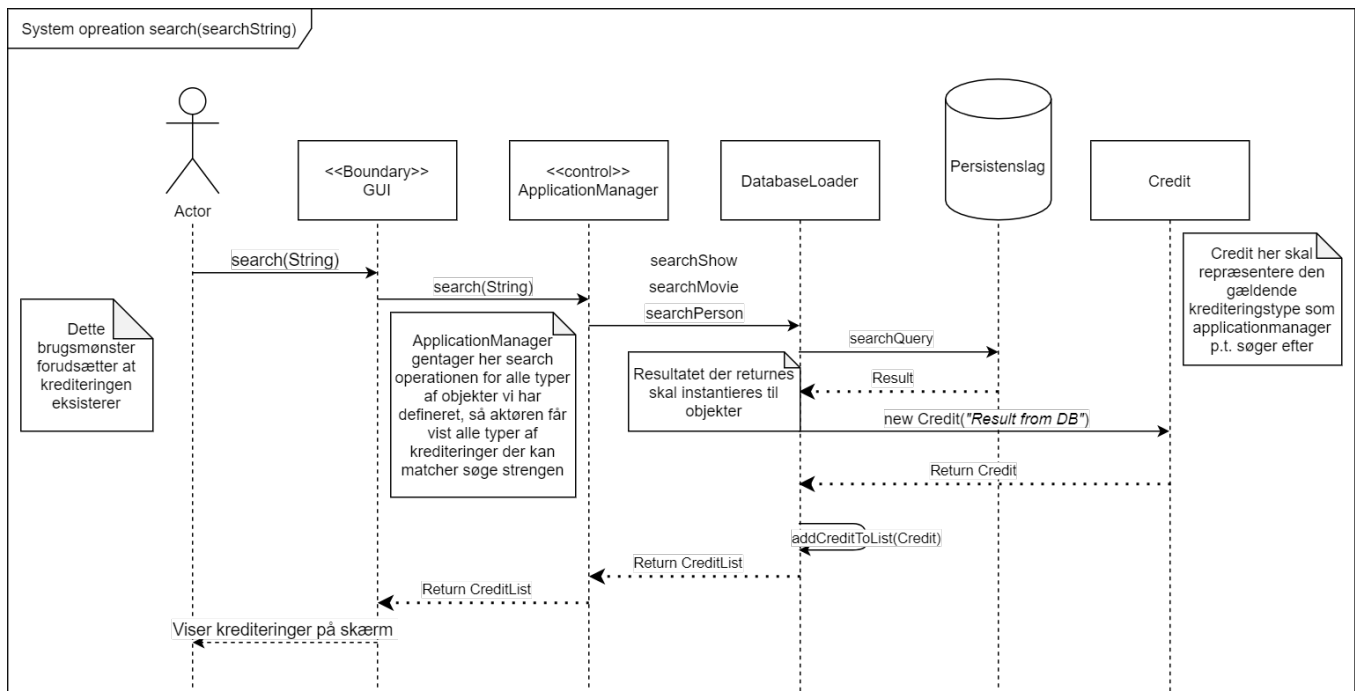 System opreation search(searchString)
Actor
<<Boundary>>
GUI
<<control>>
ApplicationManager
DatabaseLoader
Persistenslag
Credit
search(String)
search(String)
searchShow
searchMovie
searchPerson
Credit her skal
repræsentere den
gældende
krediteringstype som
applicationmanager
p.t. søger efter
Dette
brugsmønster
forudsætter at
krediteringen
eksisterer
ApplicationManager
gentager her search
operationen for alle typer
af objekter vi har
defineret, så aktøren får
vist alle typer af
krediteringer der kan
matcher søge strengen
searchQuery
Result
Resultatet der returnes
skal instantieres til
objekter
new Credit("Result from DB")
Return Credit
addCreditToList(Credit)
Return CreditList
Return CreditList
Viser krediteringer på skærm